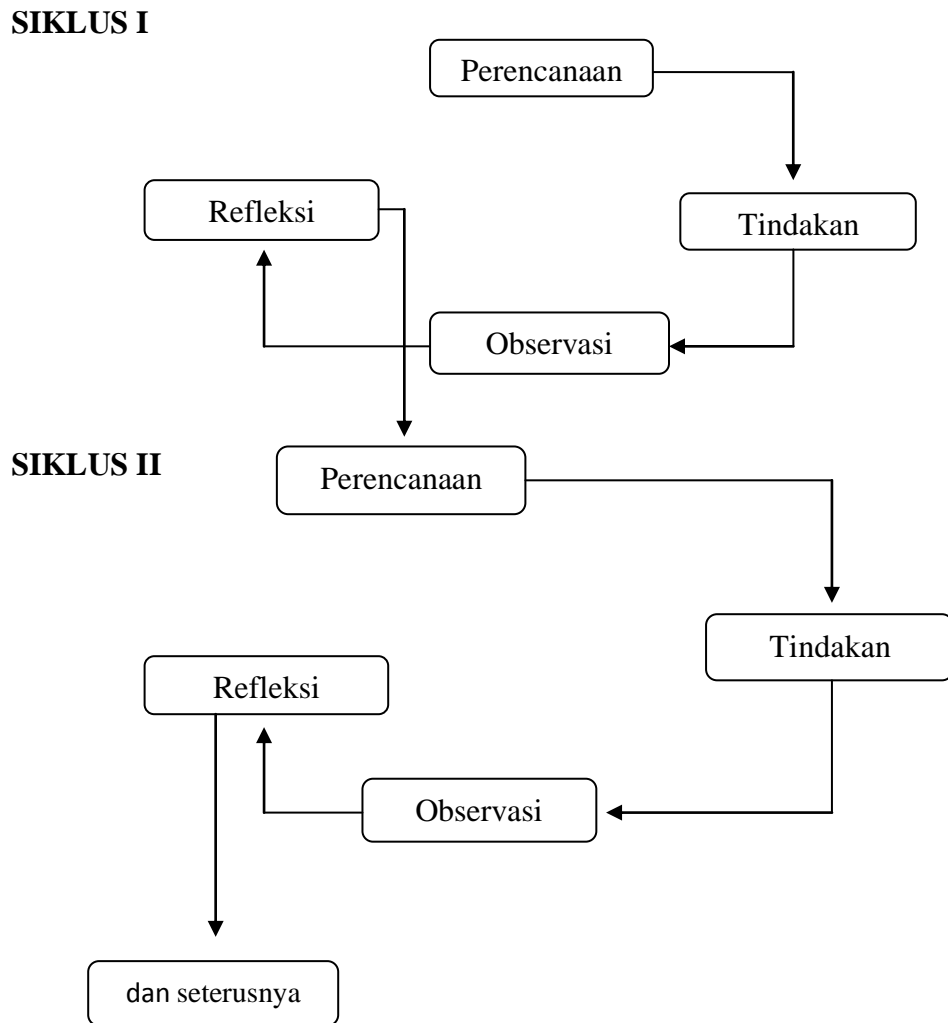 SIKLUS I
Perencanaan
Refleksi
Tindakan
Observasi
SIKLUS II
Perencanaan
Tindakan
Refleksi
Observasi
dan seterusnya